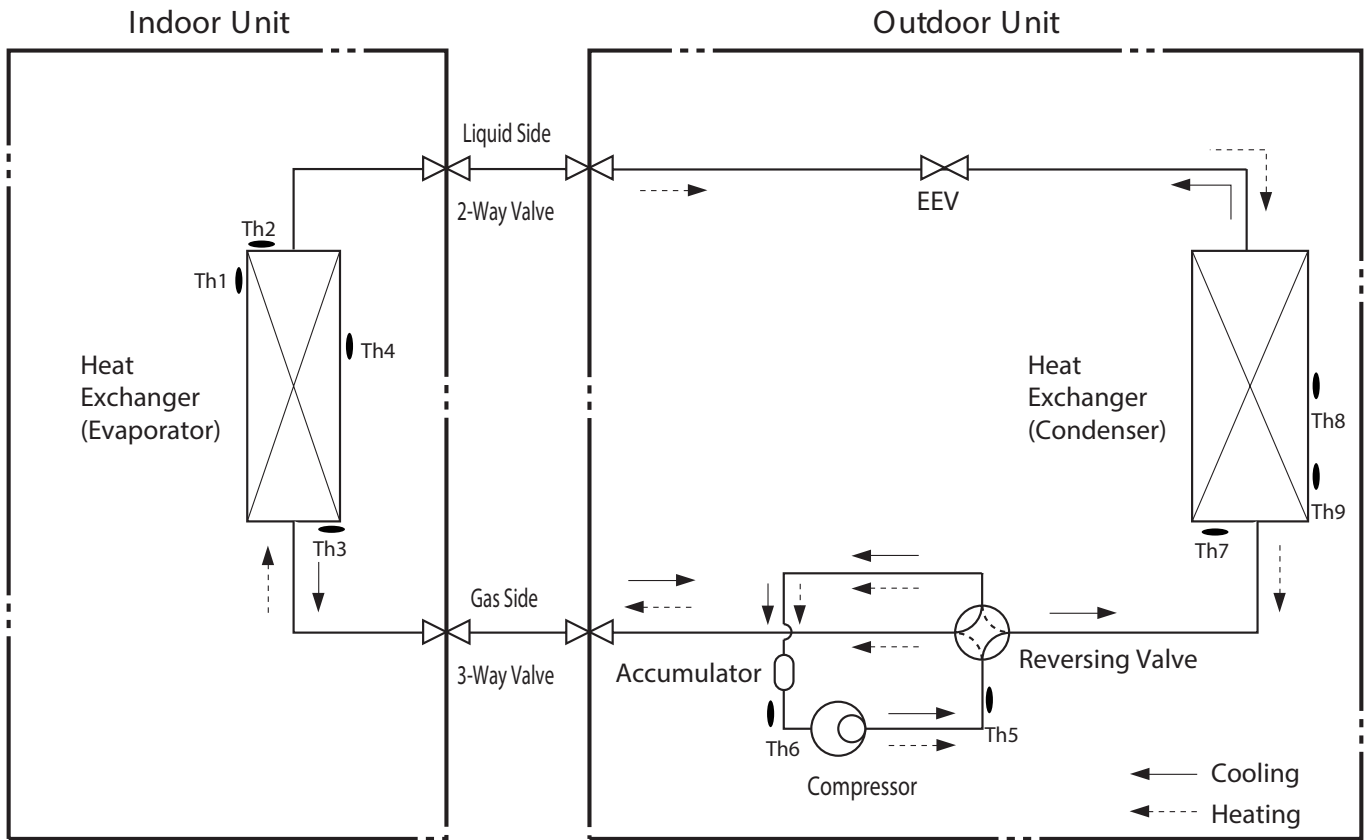 Indoor Unit
Outdoor Unit
Liquid Side
2-Way Valve
EEV
Th2
Th1
Th4
Heat
Exchanger
(Evaporator)
Th3
Heat
Exchanger
(Condenser)
Th8
Th9
Th7
Gas Side
3-Way Valve
Accumulator
Reversing Valve
Th6
Th5
Compressor
Cooling
Heating